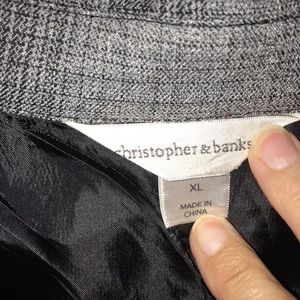 christopher & banks
XL
MADE IN
CHINA